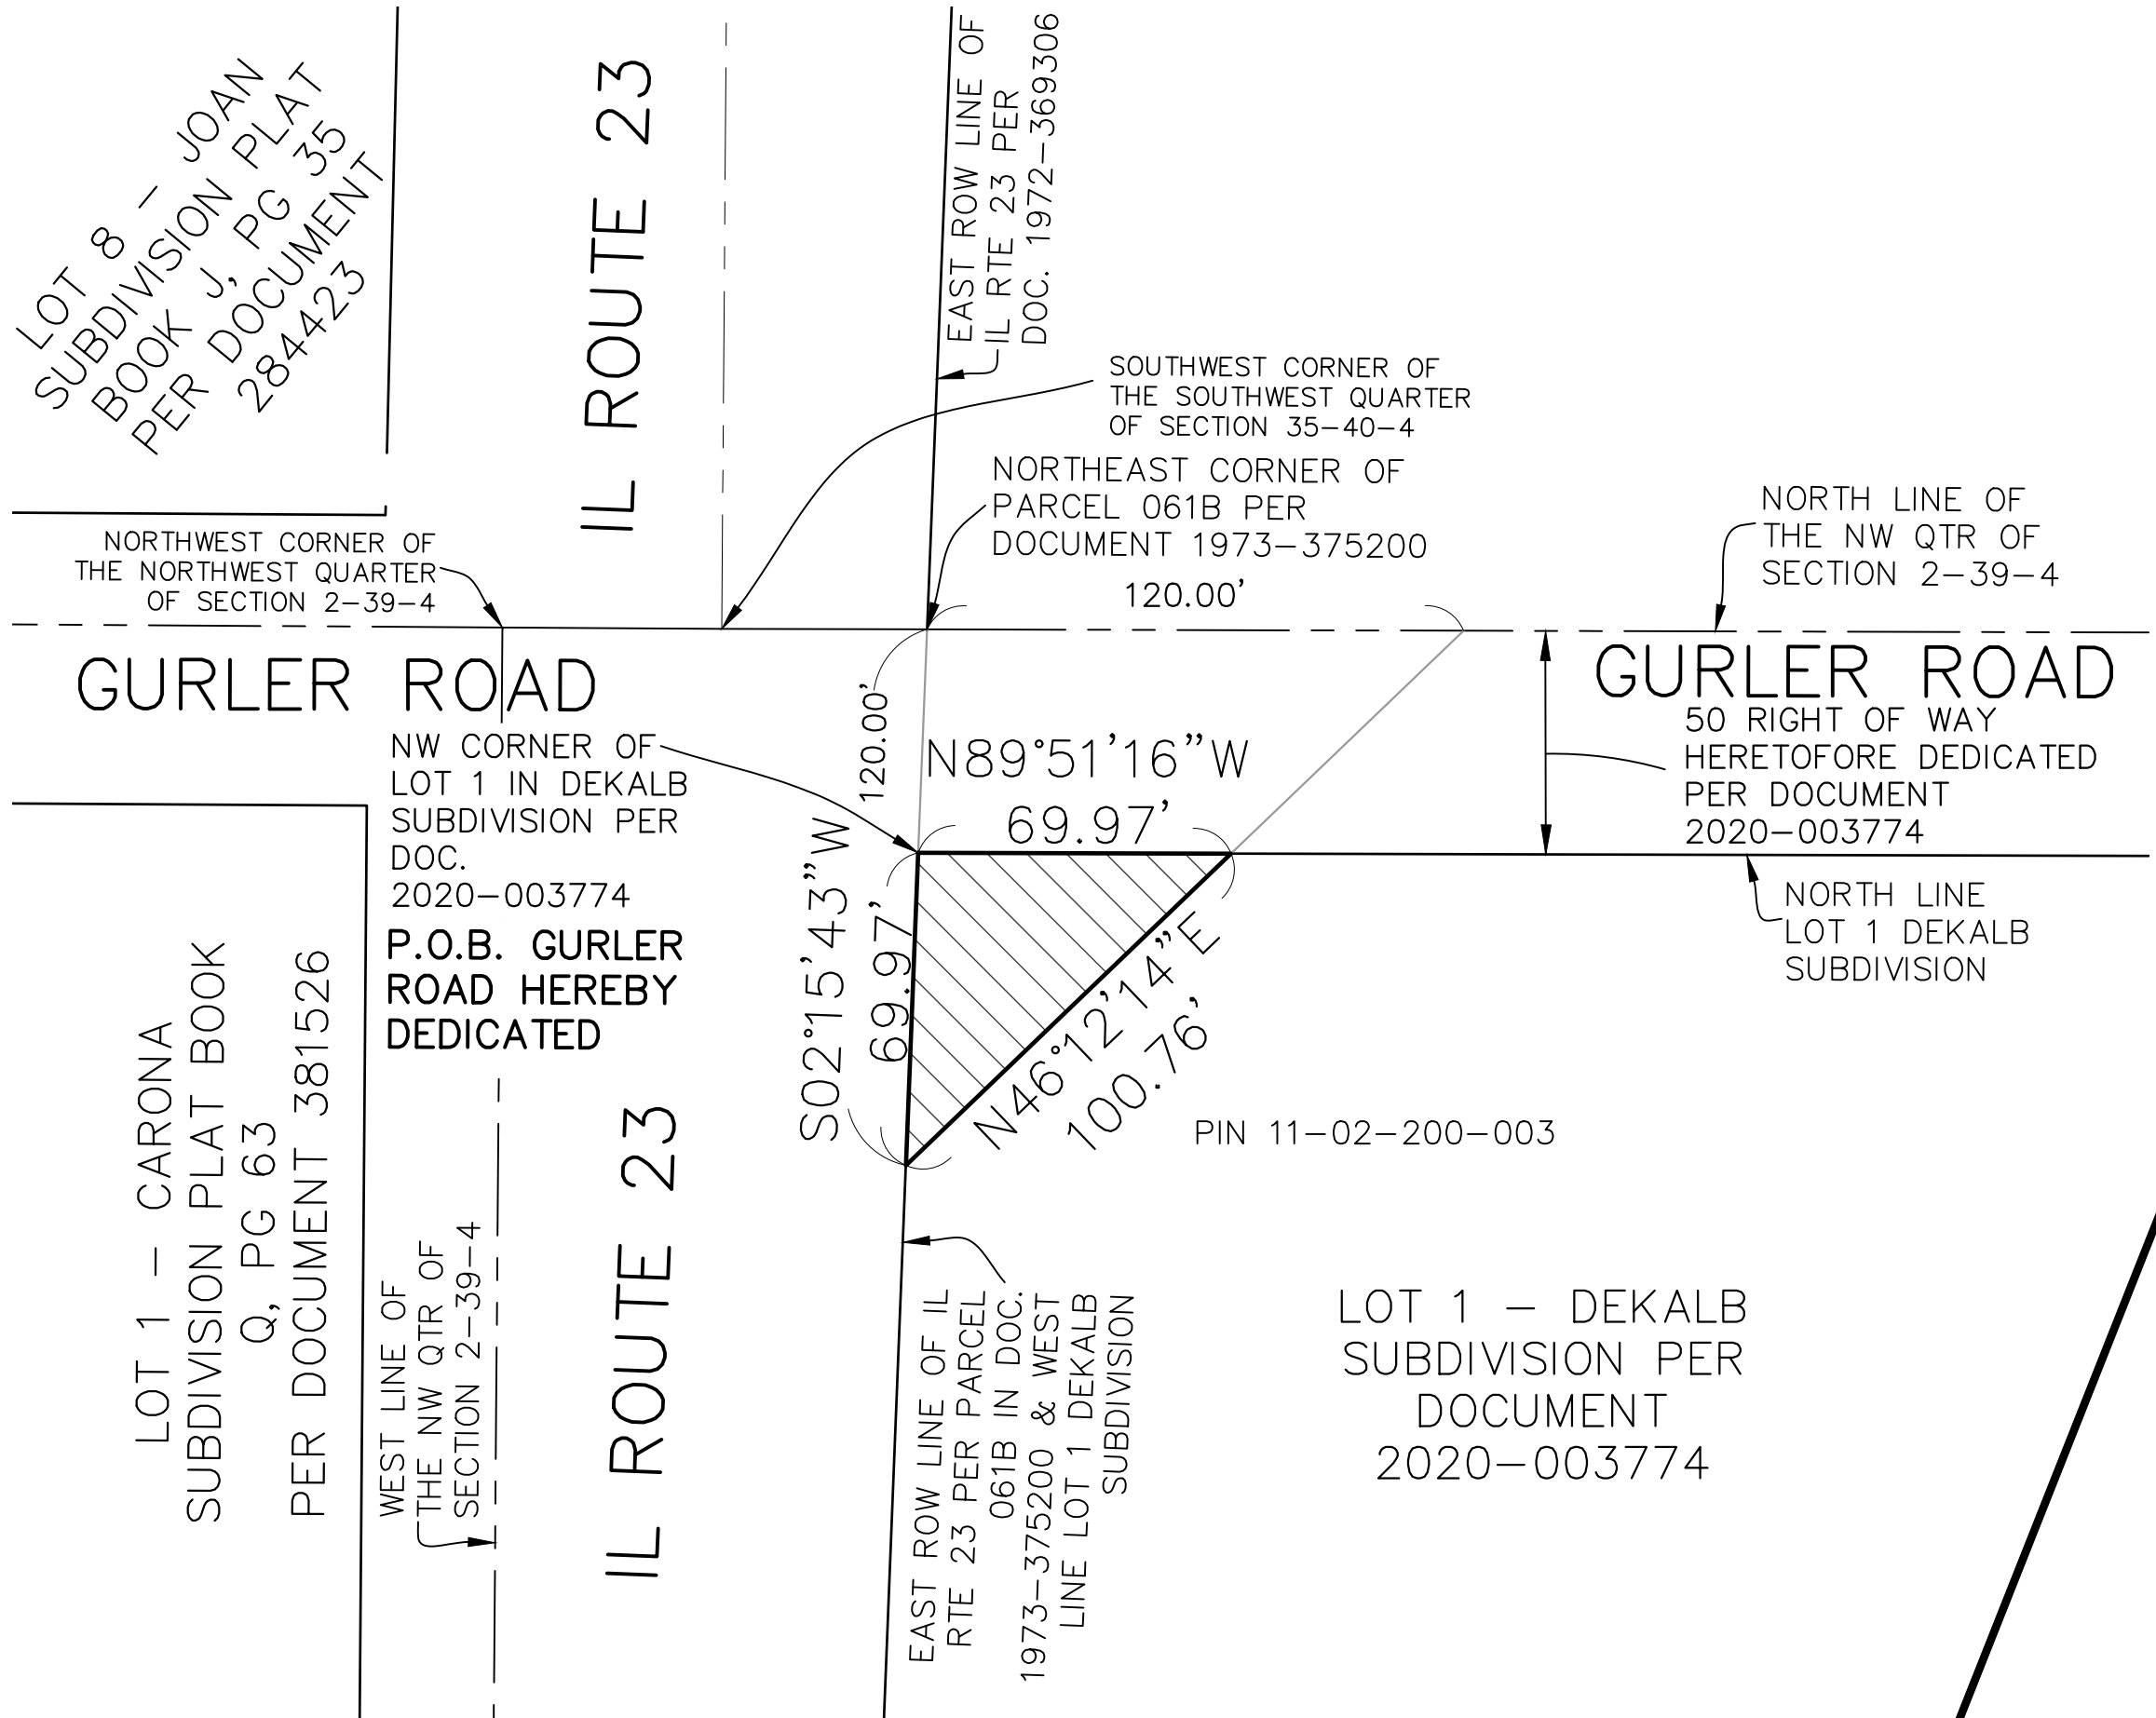 LOT 8 - JOAN
SUBDIVISION PLAT
BOOK J, PG 35
PER DOCUMENT
284423
IL ROUTE 23
EAST ROW LINE OF
IL RTE 23 PER
DOC. 1972-369306
SOUTHWEST CORNER OF
THE SOUTHWEST QUARTER
OF SECTION 35-40-4
NORTHEAST CORNER OF
PARCEL 061B PER
DOCUMENT 1973-375200
120.00'
NORTH LINE OF
THE NW QTR OF
SECTION 2-39-4
NORTHWEST CORNER OF
THE NORTHWEST QUARTER
OF SECTION 2-39-4
GURLER ROAD
GURLER ROAD
50 RIGHT OF WAY
HERETOFORE DEDICATED
PER DOCUMENT
2020-003774
NW CORNER OF
LOT 1 IN DEKALB
SUBDIVISION PER
DOC.
2020-003774
P.O.B. GURLER
ROAD HEREBY
DEDICATED
120.00'
N89°51'16"W
69.97'
S02°15'43"W
69.97'
N46°12'14"E
100.76'
NORTH LINE
LOT 1 DEKALB
SUBDIVISION
PIN 11-02-200-003
LOT 1 - CARONA
SUBDIVISION PLAT BOOK
Q, PG 63
PER DOCUMENT 381526
WEST LINE OF
THE NW QTR OF
SECTION 2-39-4
IL ROUTE 23
EAST ROW LINE OF IL
RTE 23 PER PARCEL
061B IN DOC.
1973-375200 & WEST
LINE LOT 1 DEKALB
SUBDIVISION
LOT 1 - DEKALB
SUBDIVISION PER
DOCUMENT
2020-003774